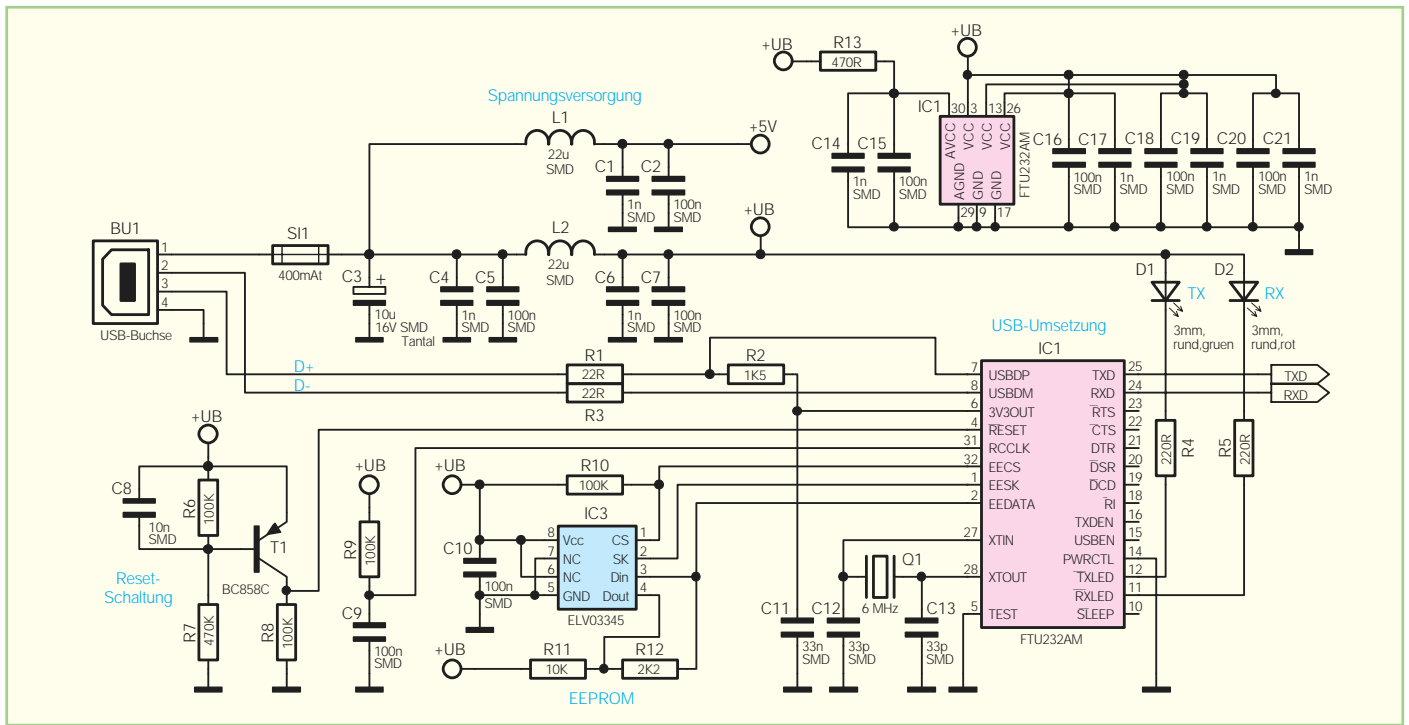 Spannungsversorgung
L1
22u
SMD
C1
1n
SMD
C2
100n
SMD
+5V
+UB
R13
470R
+UB
IC1
30 3 13 26
AVCC
VCC
VCC
VCC
AGND
GND
GND
FTU232AM
29 9 17
C14
1n
SMD
C15
100n
SMD
C16
100n
SMD
C17
1n
SMD
C18
100n
SMD
C19
1n
SMD
C20
100n
SMD
C21
1n
SMD
BU1
1
2
3
4
USB-Buchse
SI1
400mAt
C3
+
10u
16V SMD
Tantal
C4
1n
SMD
C5
100n
SMD
L2
22u
SMD
C6
1n
SMD
C7
100n
SMD
+UB
D1
TX
3mm,
rund,gruen
D2
RX
3mm,
rund,rot
D+
D-
R1
22R
22R
R3
R2
1K5
USB-Umsetzung
IC1
7 USBDP
8 USBDM
6 3V3OUT
4 RESET
31 RCCLK
32 EECS
1 EESK
2 EEDATA
27 XTIN
28 XTOUT
5 TEST
TXD 25
RXD 24
RTS 23
CTS 22
DTR 21
DSR 20
DCD 19
RI 18
TXDEN 16
USBEN 15
PWRCTL 14
TXLED 12
RXLED 11
SLEEP 10
FTU232AM
TXD
RXD
220R
R4
R5
220R
+UB
C8
10n
SMD
R6
100K
T1
BC858C
Reset-
Schaltung
R7
470K
R8
100K
+UB
R9
100K
C9
100n
SMD
+UB
R10
100K
IC3
8 Vcc
7 NC
6 NC
5 GND
CS 1
SK 2
Din 3
Dout 4
ELV03345
C10
100n
SMD
+UB
R11
10K
R12
2K2
EEPROM
C11
33n
SMD
C12
33p
SMD
Q1
6 MHz
C13
33p
SMD